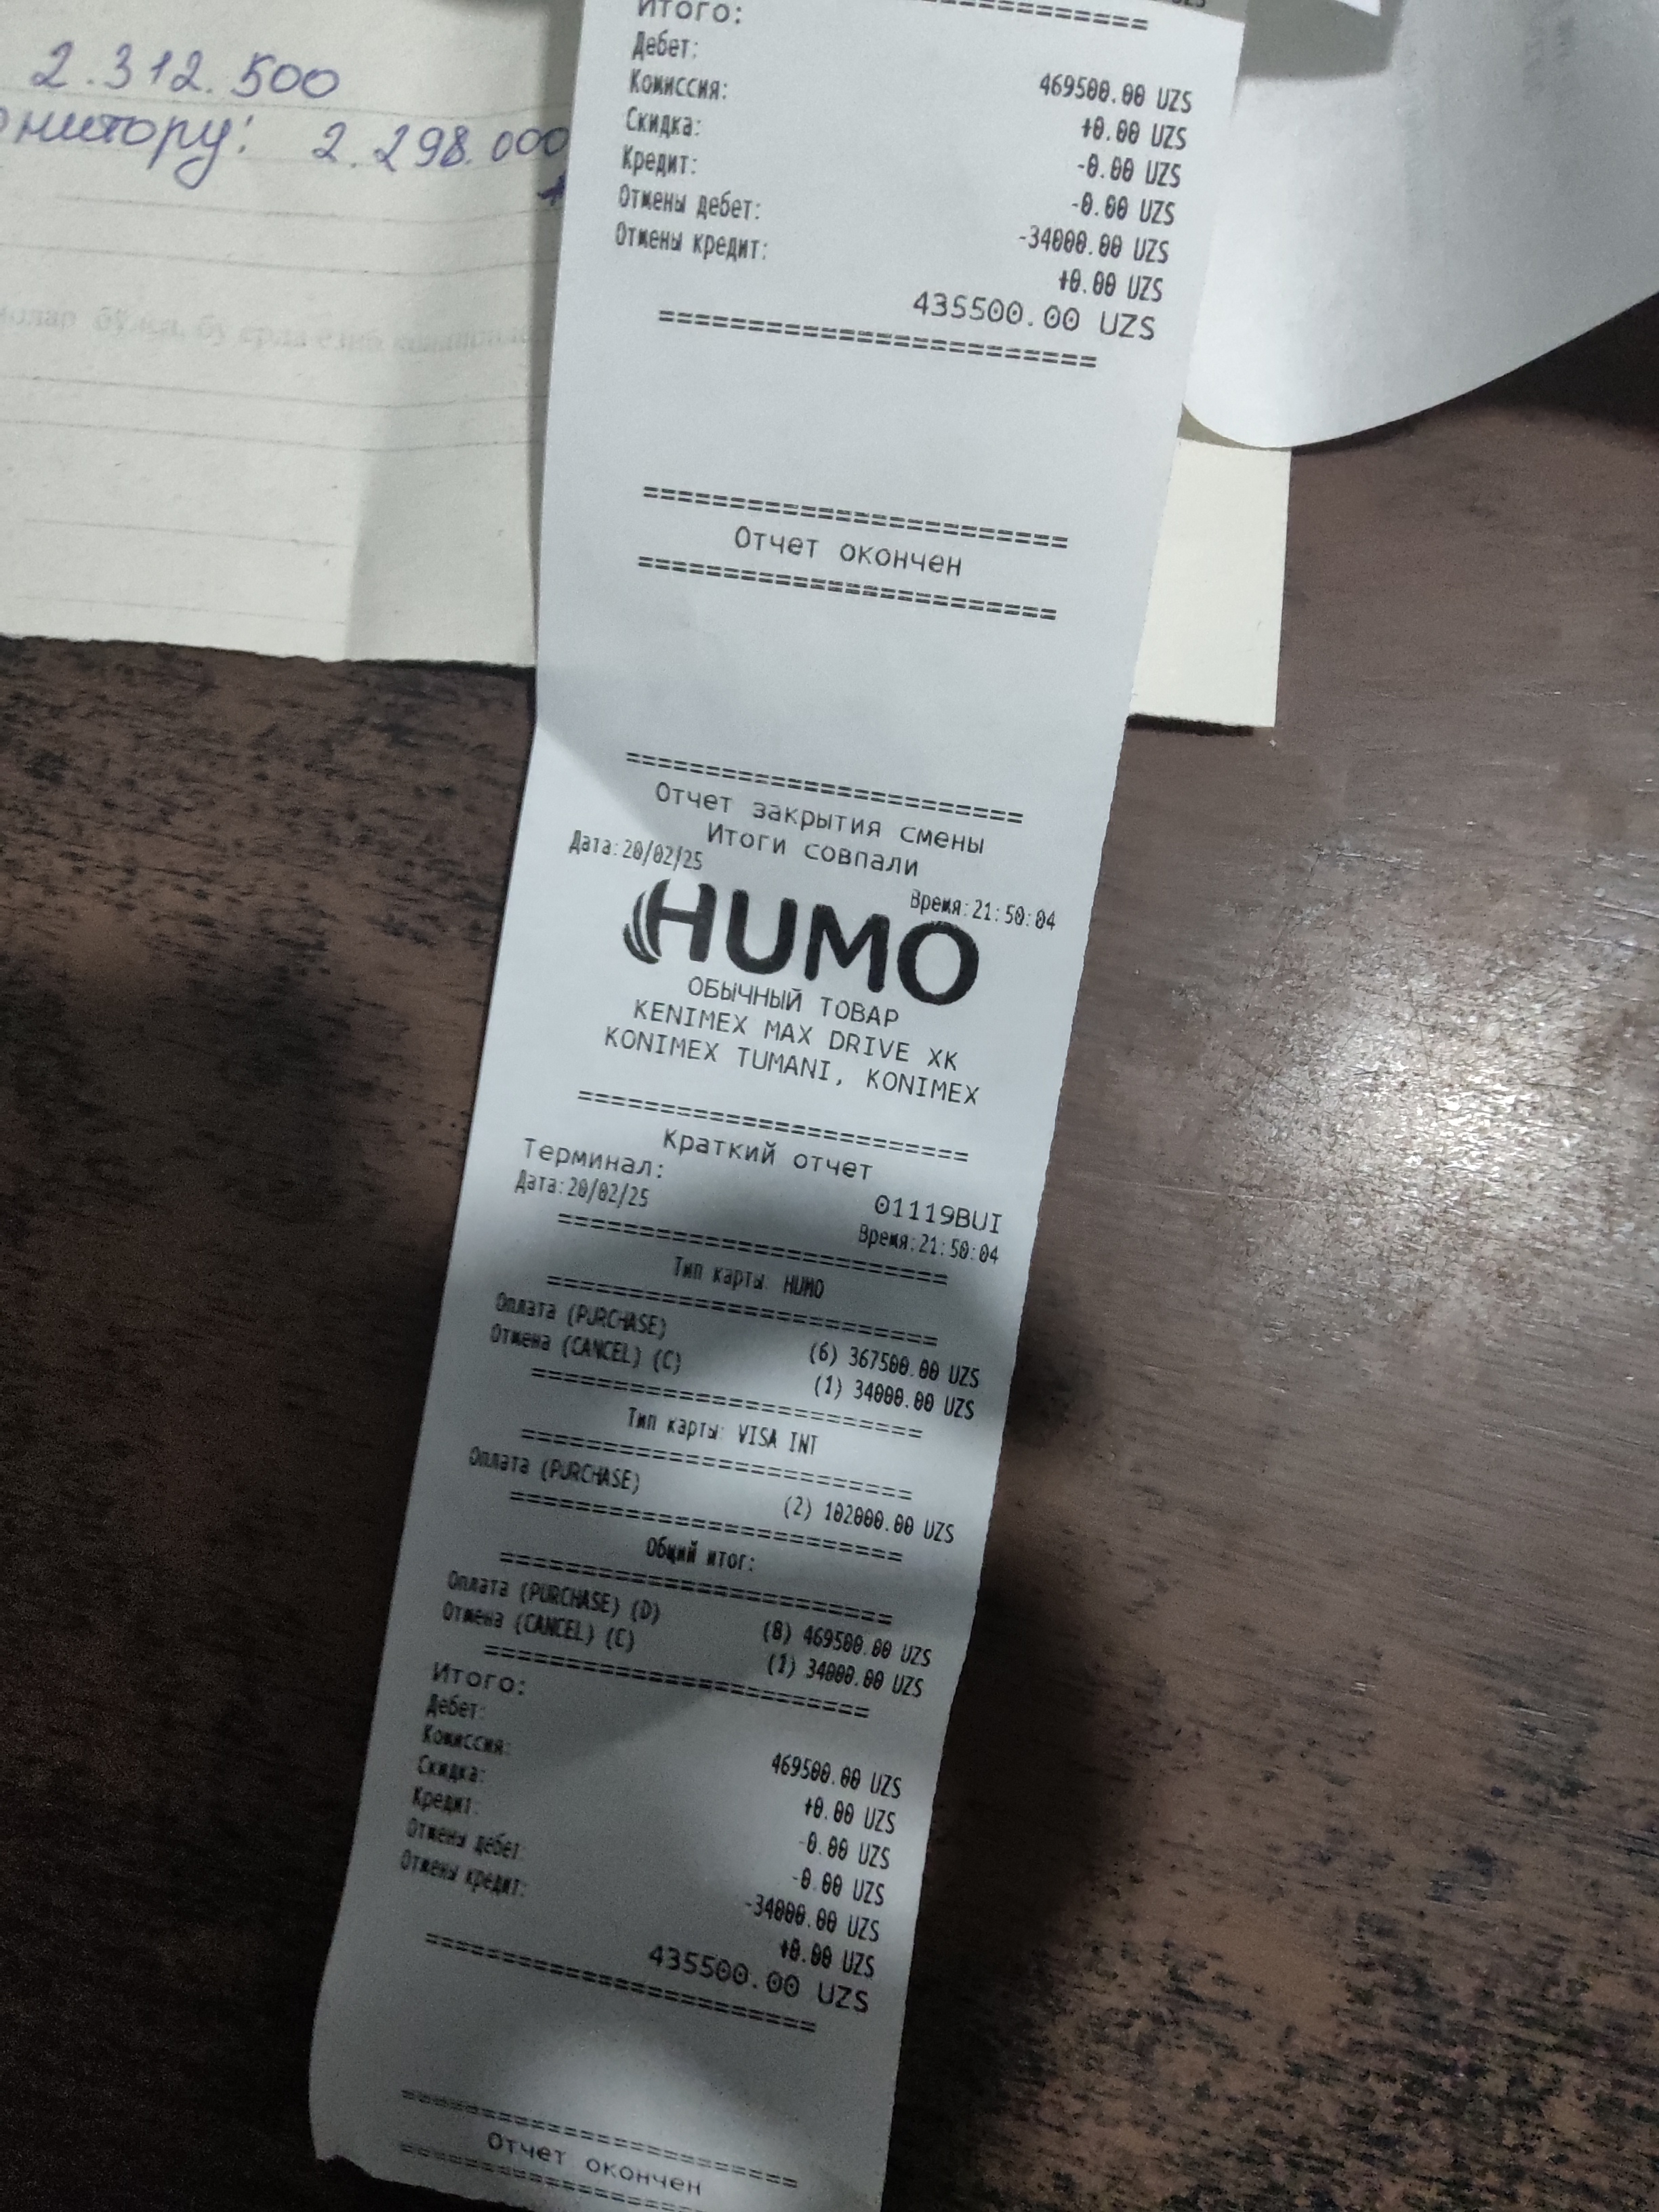 2.312.500
онитору: 2.298.000
Итого:
Дебет: 469500.00 UZS
Комиссия: +0.00 UZS
Скидка: -0.00 UZS
Кредит: -0.00 UZS
Отмены дебет: -34000.00 UZS
Отмены кредит: +0.00 UZS
435500.00 UZS
========================
========================
Отчет окончен
========================
========================
Отчет закрытия смены
Итоги совпали
Дата:20/02/25 Время:21:50:04
HUMO
ОБЫЧНЫЙ ТОВАР
KENIMEX MAX DRIVE XK
KONIMEX TUMANI, KONIMEX
========================
Краткий отчет
Терминал: 01119BUI
Дата:20/02/25 Время:21:50:04
========================
Тип карты: HUMO
========================
Оплата (PURCHASE) (6) 367500.00 UZS
Отмена (CANCEL) (C) (1) 34000.00 UZS
========================
Тип карты: VISA INT
========================
Оплата (PURCHASE) (2) 102000.00 UZS
========================
Общий итог:
========================
Оплата (PURCHASE) (D) (8) 469500.00 UZS
Отмена (CANCEL) (C) (1) 34000.00 UZS
========================
Итого:
Дебет: 469500.00 UZS
Комиссия: +0.00 UZS
Скидка: -0.00 UZS
Кредит: -0.00 UZS
Отмены дебет: -34000.00 UZS
Отмены кредит: +0.00 UZS
435500.00 UZS
========================
========================
Отчет окончен
========================